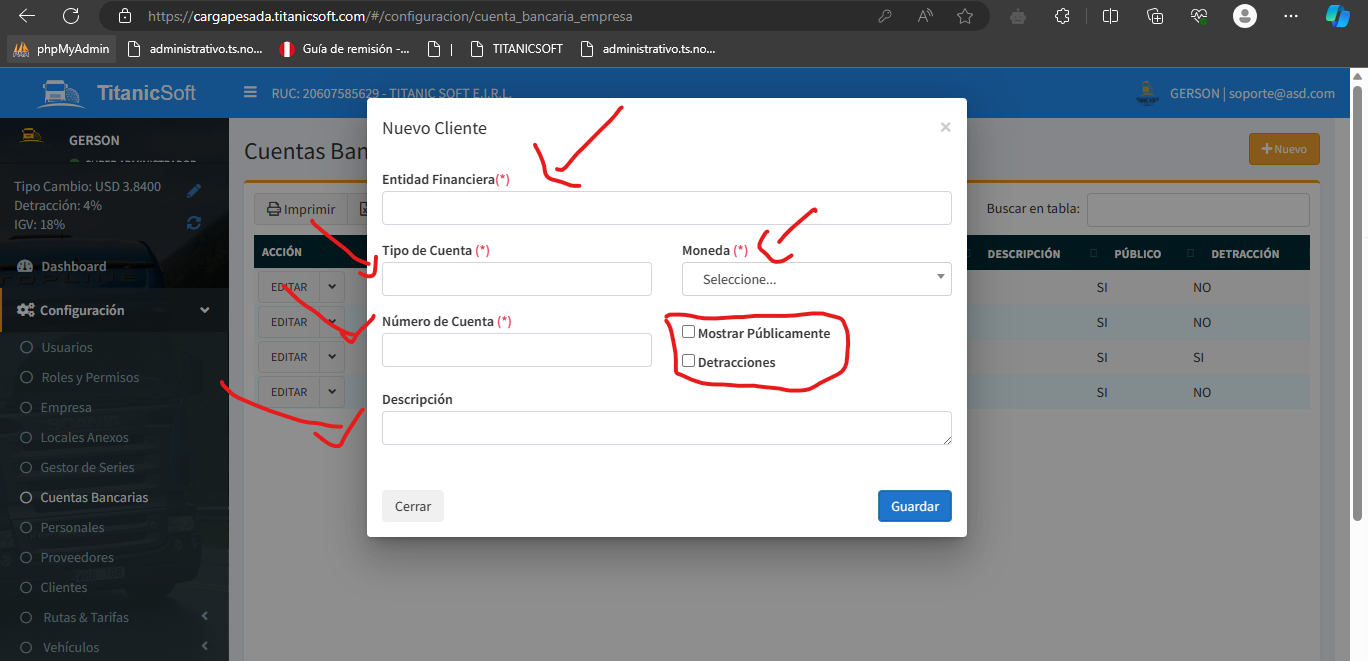 https://cargapesada.titanicsoft.com/#/configuracion/cuenta_bancaria_empresa
phpMyAdmin administrativo.ts.no... Guía de remisión -... | TITANICSOFT administrativo.ts.no...
TitanicSoft RUC: 20607585629 - TITANIC SOFT E.I.R.L. GERSON | soporte@asd.com
GERSON
Tipo Cambio: USD 3.8400
Detracción: 4%
IGV: 18%
Dashboard
Configuración
Usuarios
Roles y Permisos
Empresa
Locales Anexos
Gestor de Series
Cuentas Bancarias
Personales
Proveedores
Clientes
Rutas & Tarifas
Vehículos
Cuentas Ban
+ Nuevo
Imprimir
Buscar en tabla:
ACCIÓN DESCRIPCIÓN PÚBLICO DETRACCIÓN
EDITAR SI NO
EDITAR SI NO
EDITAR SI SI
EDITAR SI NO
Nuevo Cliente ×
Entidad Financiera(*)
Tipo de Cuenta (*)
Moneda (*)
Seleccione...
Número de Cuenta (*)
Mostrar Públicamente
Detracciones
Descripción
Cerrar
Guardar